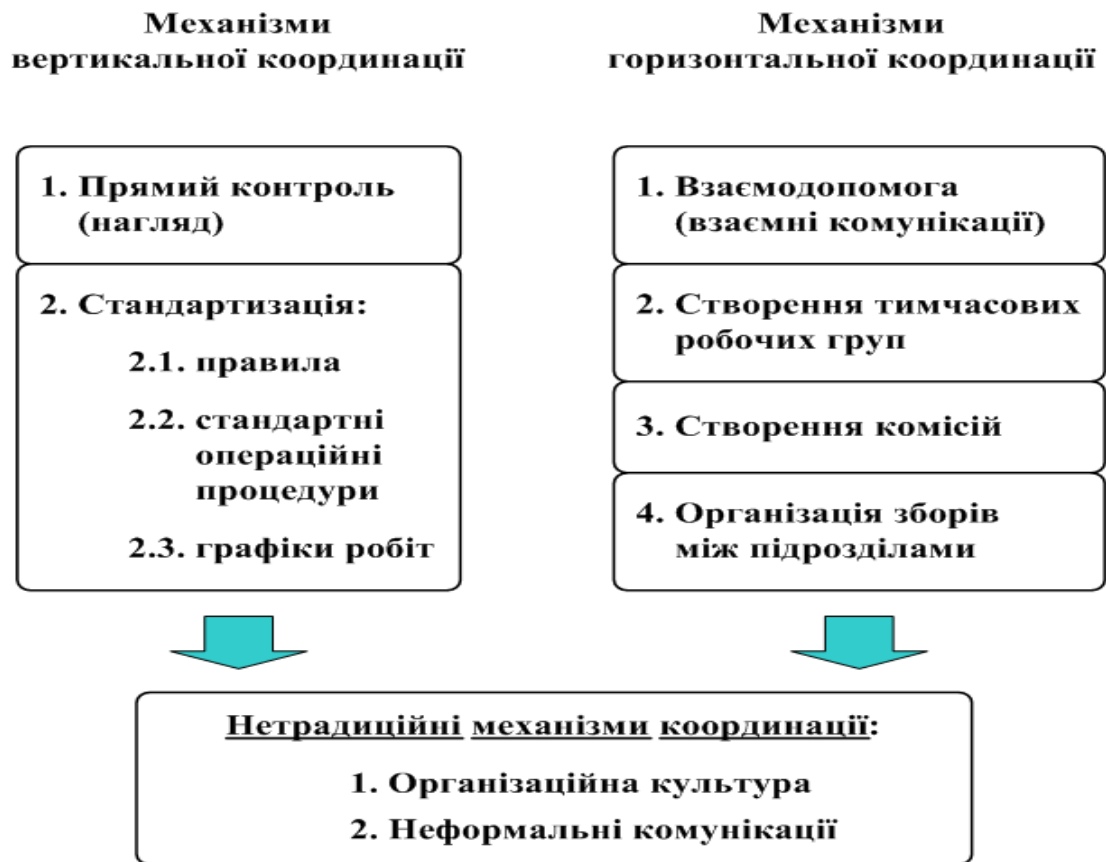 Механізми
вертикальної координації
1. Прямий контроль
(нагляд)
2. Стандартизація:
2.1. правила
2.2. стандартні
операційні
процедури
2.3. графіки робіт
Механізми
горизонтальної координації
1. Взаємодопомога
(взаємні комунікації)
2. Створення тимчасових
робочих груп
3. Створення комісій
4. Організація зборів
між підрозділами
Нетрадиційні механізми координації:
1. Організаційна культура
2. Неформальні комунікації